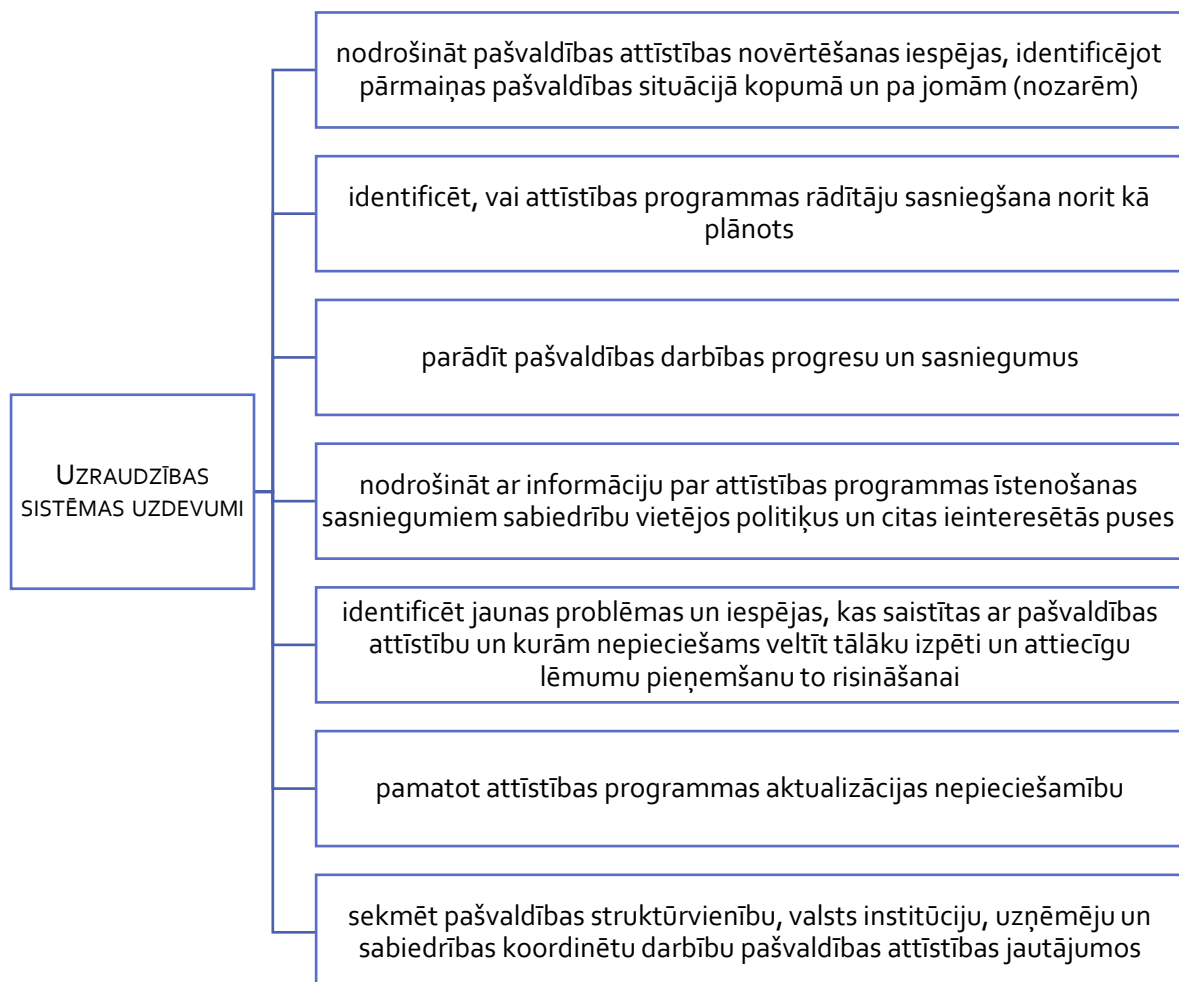 nodrošināt pašvaldības attīstības novērtēšanas iespējas, identificējot
pārmaiņas pašvaldības situācijā kopumā un pa jomām (nozarēm)
identificēt, vai attīstības programmas rādītāju sasniegšana norit kā
plānots
parādīt pašvaldības darbības progresu un sasniegumus
UZRAUDZĪBAS
SISTĒMAS UZDEVUMI
nodrošināt ar informāciju par attīstības programmas īstenošanas
sasniegumiem sabiedrību vietējos politiķus un citas ieinteresētās puses
identificēt jaunas problēmas un iespējas, kas saistītas ar pašvaldības
attīstību un kurām nepieciešams veltīt tālāku izpēti un attiecīgu
lēmumu pieņemšanu to risināšanai
pamatot attīstības programmas aktualizācijas nepieciešamību
sekmēt pašvaldības struktūrvienību, valsts institūciju, uzņēmēju un
sabiedrības koordinētu darbību pašvaldības attīstības jautājumos